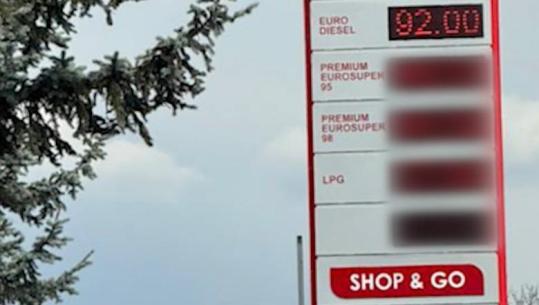 EURO
DIESEL
92.00
PREMIUM
EUROSUPER
95
PREMIUM
EUROSUPER
98
LPG
SHOP & GO